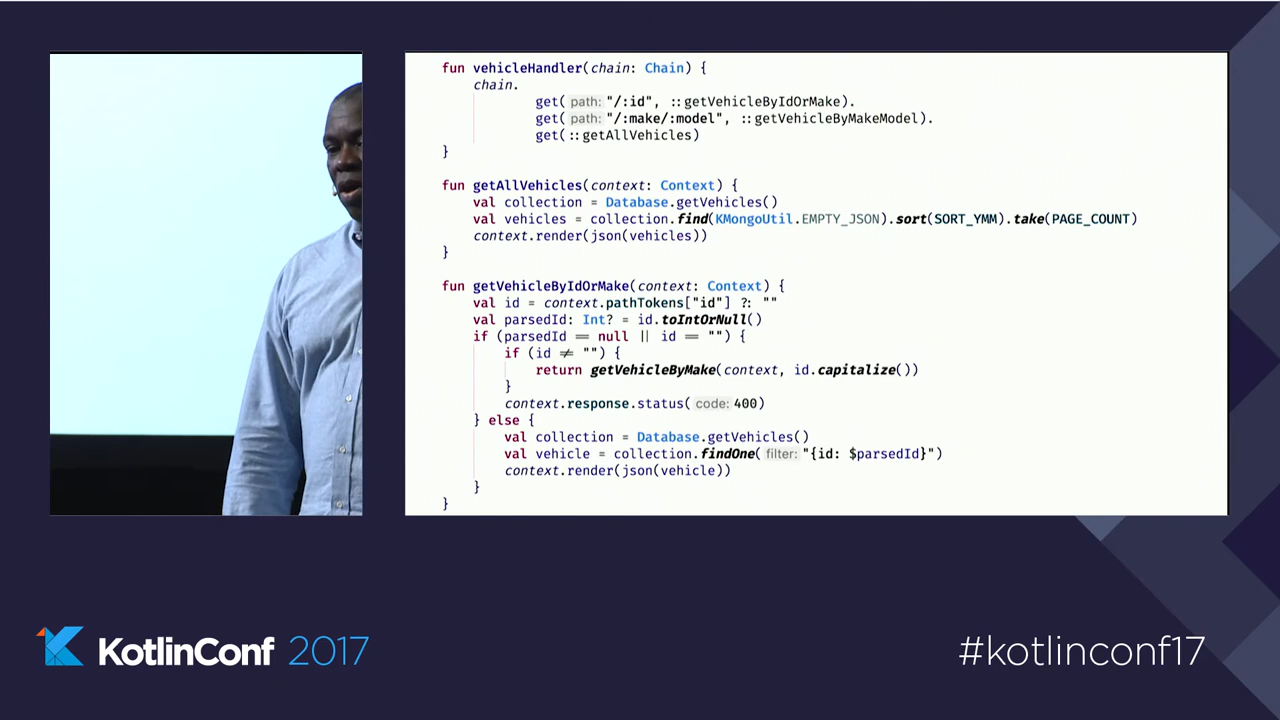 fun vehicleHandler(chain: Chain) {
chain.
get( path: "/:id", ::getVehicleByIdOrMake).
get( path: "/:make/:model", ::getVehicleByMakeModel).
get(::getAllVehicles)
}
fun getAllVehicles(context: Context) {
val collection = Database.getVehicles()
val vehicles = collection.find(KMongoUtil.EMPTY_JSON).sort(SORT_YMM).take(PAGE_COUNT)
context.render(json(vehicles))
}
fun getVehicleByIdOrMake(context: Context) {
val id = context.pathTokens["id"] ?: ""
val parsedId: Int? = id.toIntOrNull()
if (parsedId == null || id == "") {
if (id ≠ "") {
return getVehicleByMake(context, id.capitalize())
}
context.response.status( code: 400)
} else {
val collection = Database.getVehicles()
val vehicle = collection.findOne( filter: "{id: $parsedId}")
context.render(json(vehicle))
}
}
KotlinConf 2017
#kotlinconf17